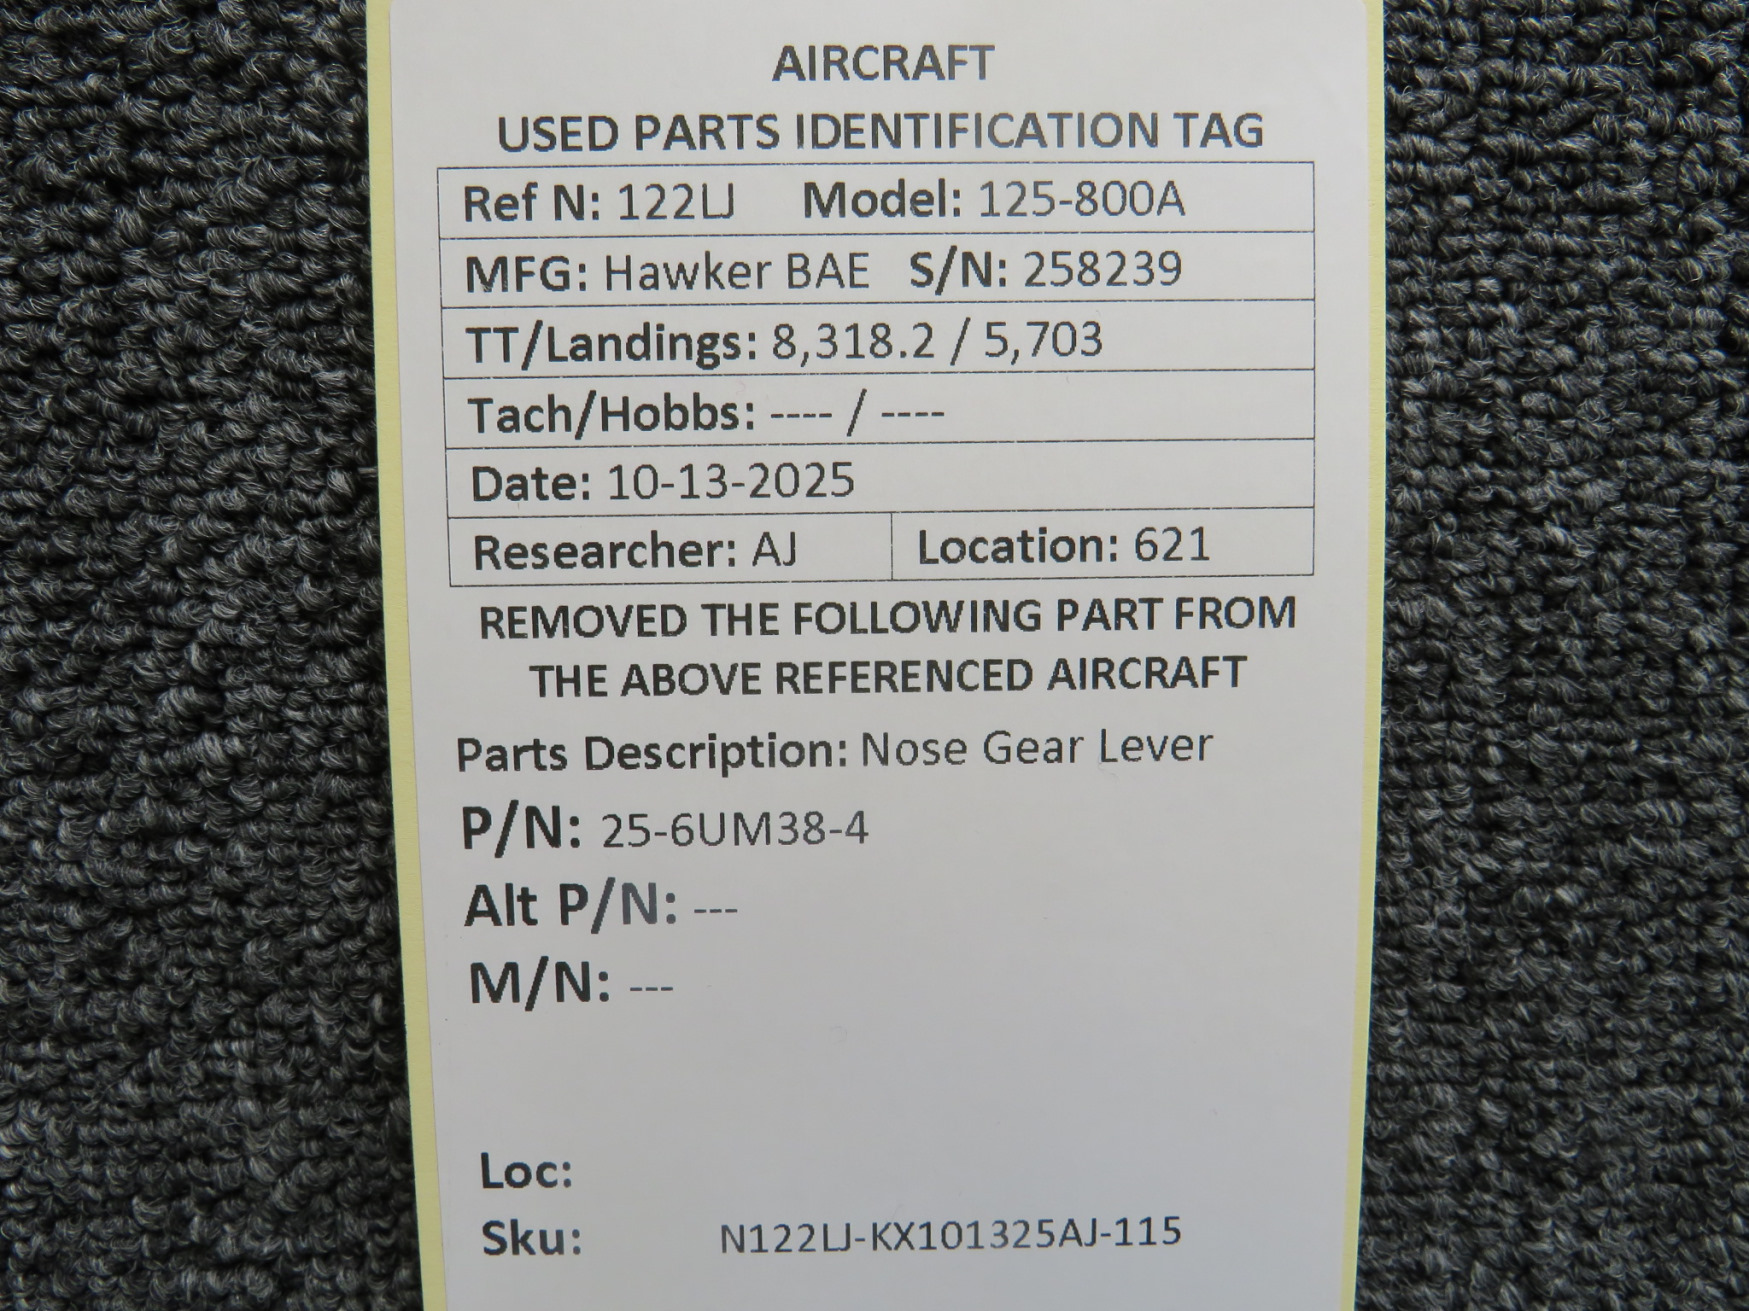 AIRCRAFT
USED PARTS IDENTIFICATION TAG
Ref N: 122LJ Model: 125-800A
MFG: Hawker BAE S/N: 258239
TT/Landings: 8,318.2 / 5,703
Tach/Hobbs: ---- / ----
Date: 10-13-2025
Researcher: AJ Location: 621
REMOVED THE FOLLOWING PART FROM
THE ABOVE REFERENCED AIRCRAFT
Parts Description: Nose Gear Lever
P/N: 25-6UM38-4
Alt P/N: ---
M/N: ---
Loc:
Sku: N122LJ-KX101325AJ-115